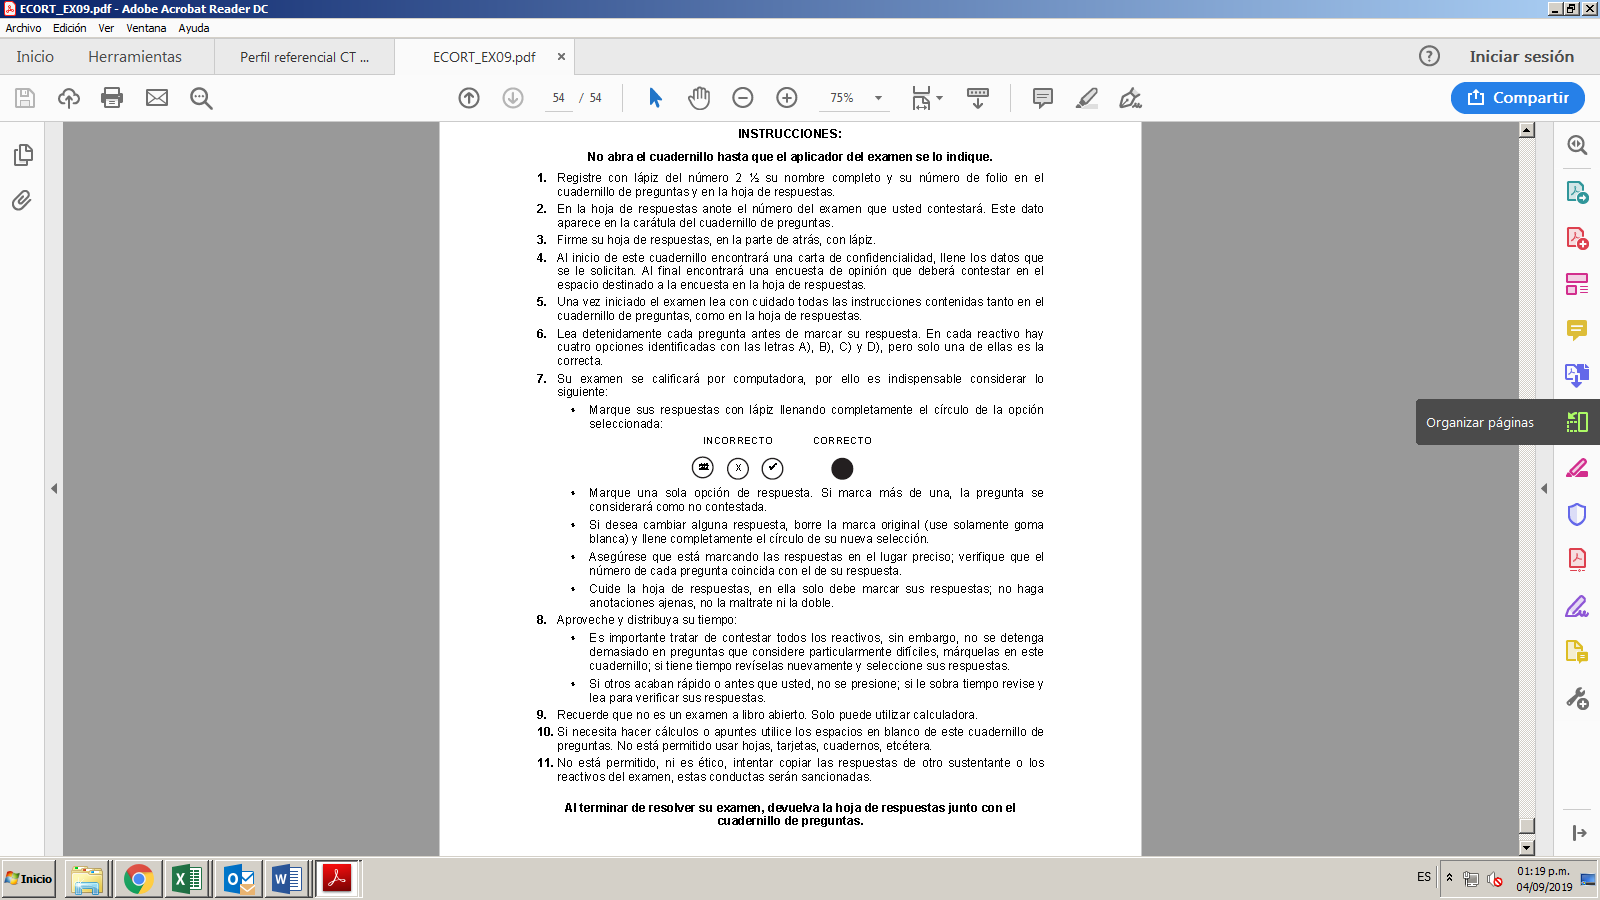 ECORT_EX09.pdf - Adobe Acrobat Reader DC
Archivo Edición Ver Ventana Ayuda
Inicio Herramientas Perfil referencial CT ... ECORT_EX09.pdf × Iniciar sesión
54 / 54 75% Compartir
INSTRUCCIONES:
No abra el cuadernillo hasta que el aplicador del examen se lo indique.
1. Registre con lápiz del número 2 ½ su nombre completo y su número de folio en el
cuadernillo de preguntas y en la hoja de respuestas.
2. En la hoja de respuestas anote el número del examen que usted contestará. Este dato
aparece en la carátula del cuadernillo de preguntas.
3. Firme su hoja de respuestas, en la parte de atrás, con lápiz.
4. Al inicio de este cuadernillo encontrará una carta de confidencialidad, llene los datos que
se le solicitan. Al final encontrará una encuesta de opinión que deberá contestar en el
espacio destinado a la encuesta en la hoja de respuestas.
5. Una vez iniciado el examen lea con cuidado todas las instrucciones contenidas tanto en el
cuadernillo de preguntas, como en la hoja de respuestas.
6. Lea detenidamente cada pregunta antes de marcar su respuesta. En cada reactivo hay
cuatro opciones identificadas con las letras A), B), C) y D), pero solo una de ellas es la
correcta.
7. Su examen se calificará por computadora, por ello es indispensable considerar lo
siguiente:
• Marque sus respuestas con lápiz llenando completamente el círculo de la opción
seleccionada:
INCORRECTO CORRECTO
X
• Marque una sola opción de respuesta. Si marca más de una, la pregunta se
considerará como no contestada.
• Si desea cambiar alguna respuesta, borre la marca original (use solamente goma
blanca) y llene completamente el círculo de su nueva selección.
• Asegúrese que está marcando las respuestas en el lugar preciso; verifique que el
número de cada pregunta coincida con el de su respuesta.
• Cuide la hoja de respuestas, en ella solo debe marcar sus respuestas; no haga
anotaciones ajenas, no la maltrate ni la doble.
8. Aproveche y distribuya su tiempo:
• Es importante tratar de contestar todos los reactivos, sin embargo, no se detenga
demasiado en preguntas que considere particularmente difíciles, márquelas en este
cuadernillo; si tiene tiempo revíselas nuevamente y seleccione sus respuestas.
• Si otros acaban rápido o antes que usted, no se presione; si le sobra tiempo revise y
lea para verificar sus respuestas.
9. Recuerde que no es un examen a libro abierto. Solo puede utilizar calculadora.
10. Si necesita hacer cálculos o apuntes utilice los espacios en blanco de este cuadernillo de
preguntas. No está permitido usar hojas, tarjetas, cuadernos, etcétera.
11. No está permitido, ni es ético, intentar copiar las respuestas de otro sustentante o los
reactivos del examen, estas conductas serán sancionadas.
Al terminar de resolver su examen, devuelva la hoja de respuestas junto con el
cuadernillo de preguntas.
Organizar páginas
Inicio
ES
01:19 p.m.
04/09/2019